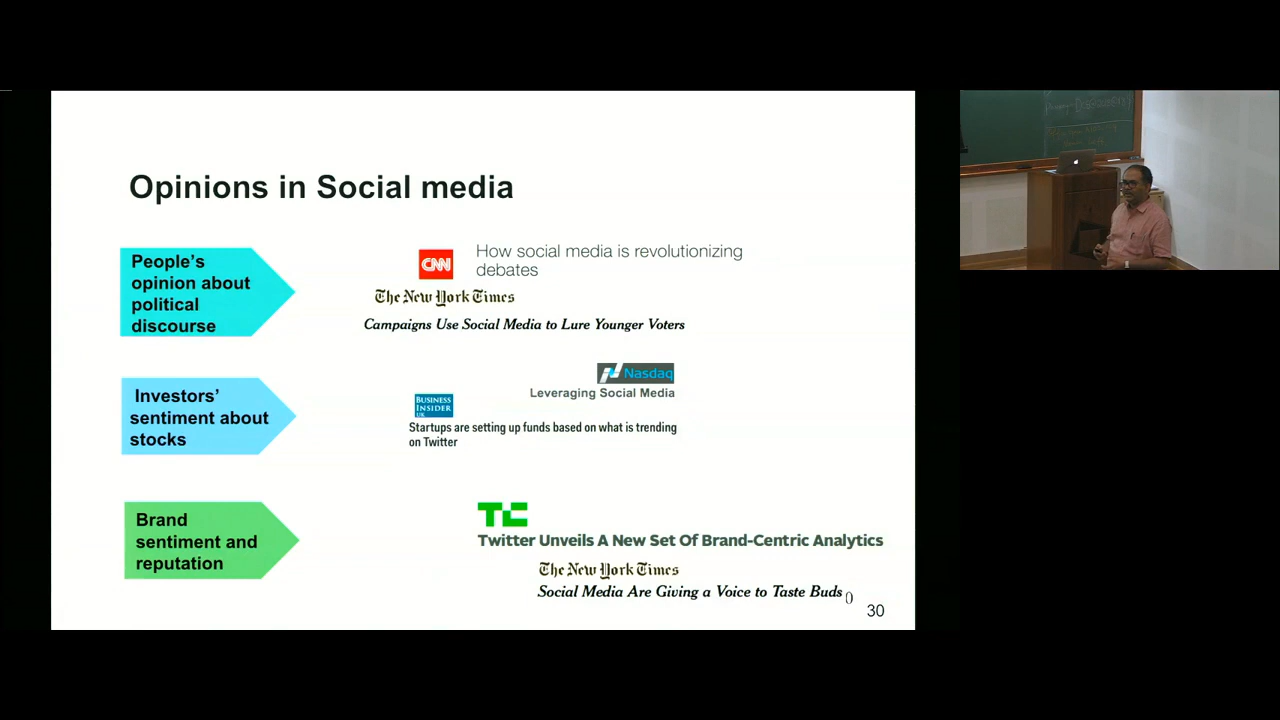 Opinions in Social media
People's
opinion about
political
discourse
CNN
How social media is revolutionizing
debates
The New York Times
Campaigns Use Social Media to Lure Younger Voters
Investors'
sentiment about
stocks
Nasdaq
Leveraging Social Media
BUSINESS
INSIDER
UK
Startups are setting up funds based on what is trending
on Twitter
Brand
sentiment and
reputation
TC
Twitter Unveils A New Set Of Brand-Centric Analytics
The New York Times
Social Media Are Giving a Voice to Taste Buds
0
30